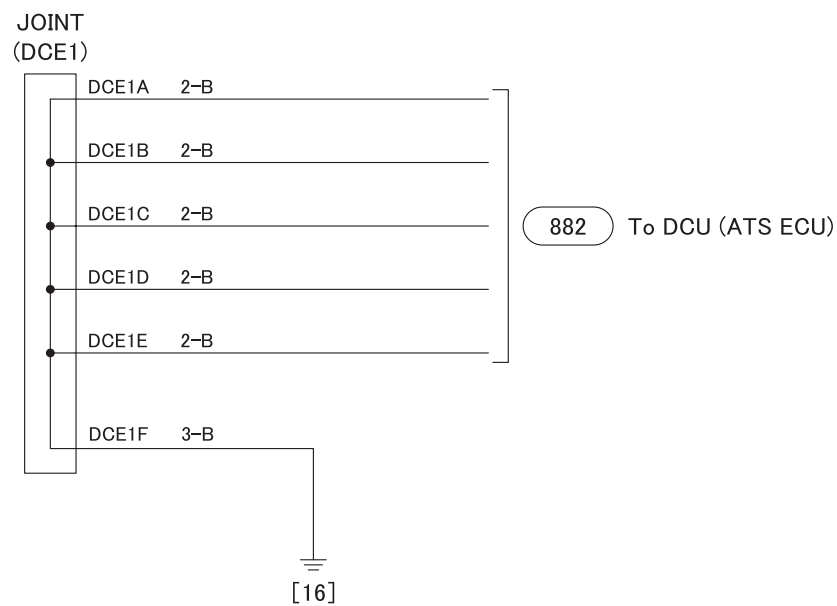 JOINT
(DCE1)
DCE1A 2-B
DCE1B 2-B
DCE1C 2-B
882 To DCU (ATS ECU)
DCE1D 2-B
DCE1E 2-B
DCE1F 3-B
[16]